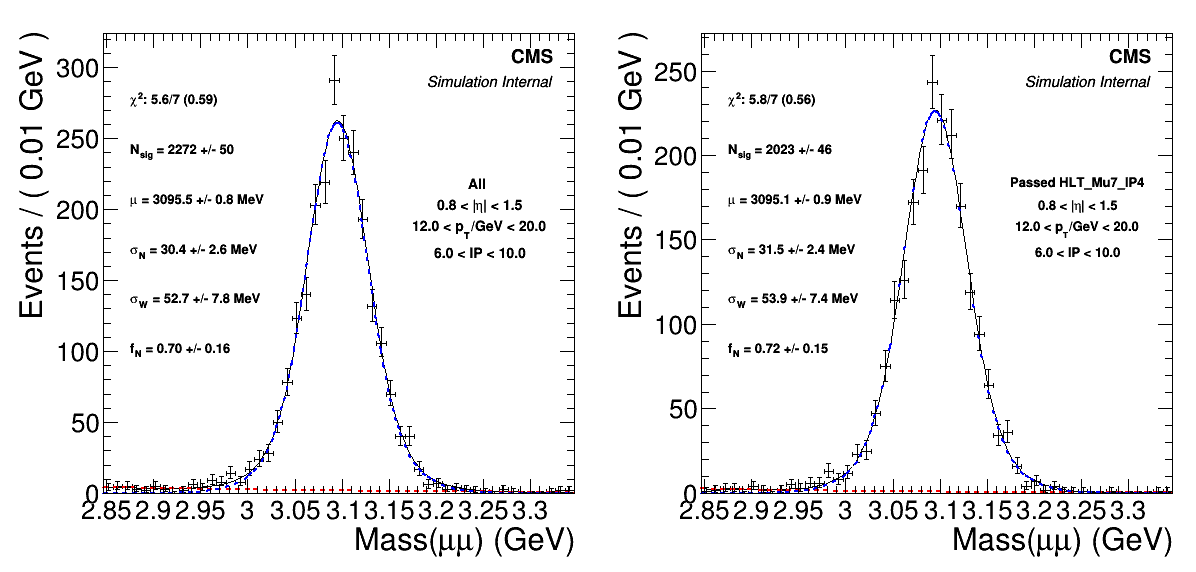 CMS
Simulation Internal
χ²: 5.6/7 (0.59)
N_sig = 2272 +/- 50
μ = 3095.5 +/- 0.8 MeV
σ_N = 30.4 +/- 2.6 MeV
σ_W = 52.7 +/- 7.8 MeV
f_N = 0.70 +/- 0.16
All
0.8 < |η| < 1.5
12.0 < p_T/GeV < 20.0
6.0 < IP < 10.0
Events / ( 0.01 GeV )
300
250
200
150
100
50
0
2.85 2.9 2.95 3 3.05 3.1 3.15 3.2 3.25 3.3
Mass(μμ) (GeV)
CMS
Simulation Internal
χ²: 5.8/7 (0.56)
N_sig = 2023 +/- 46
μ = 3095.1 +/- 0.9 MeV
σ_N = 31.5 +/- 2.4 MeV
σ_W = 53.9 +/- 7.4 MeV
f_N = 0.72 +/- 0.15
Passed HLT_Mu7_IP4
0.8 < |η| < 1.5
12.0 < p_T/GeV < 20.0
6.0 < IP < 10.0
Events / ( 0.01 GeV )
250
200
150
100
50
0
2.85 2.9 2.95 3 3.05 3.1 3.15 3.2 3.25 3.3
Mass(μμ) (GeV)